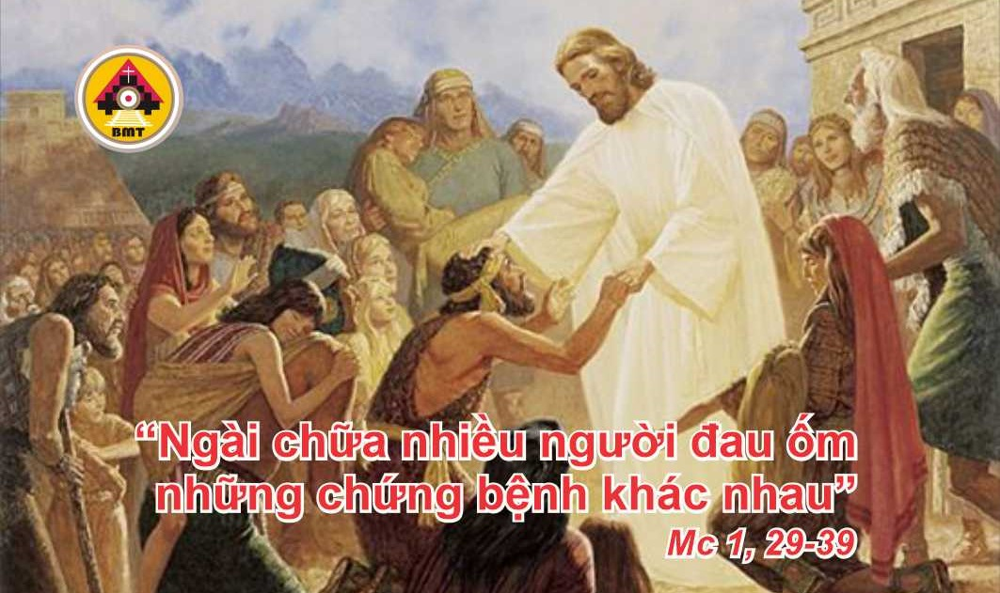 BMT
“Ngài chữa nhiều người đau ốm
những chứng bệnh khác nhau”
Mc 1, 29-39